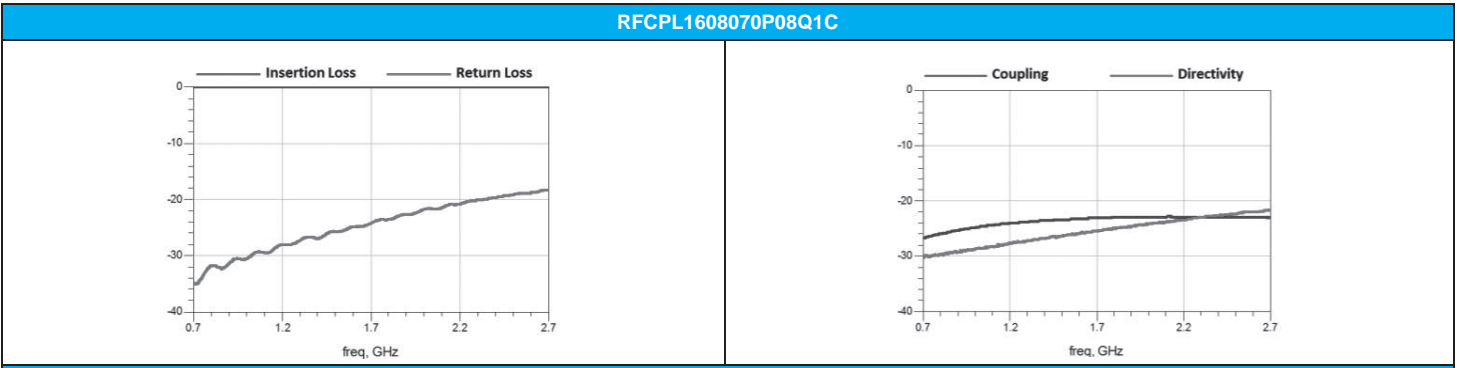 RFCPL1608070P08Q1C
Insertion Loss Return Loss
0
-10
-20
-30
-40
0.7 1.2 1.7 2.2 2.7
freq, GHz
Coupling Directivity
0
-10
-20
-30
-40
0.7 1.2 1.7 2.2 2.7
freq, GHz